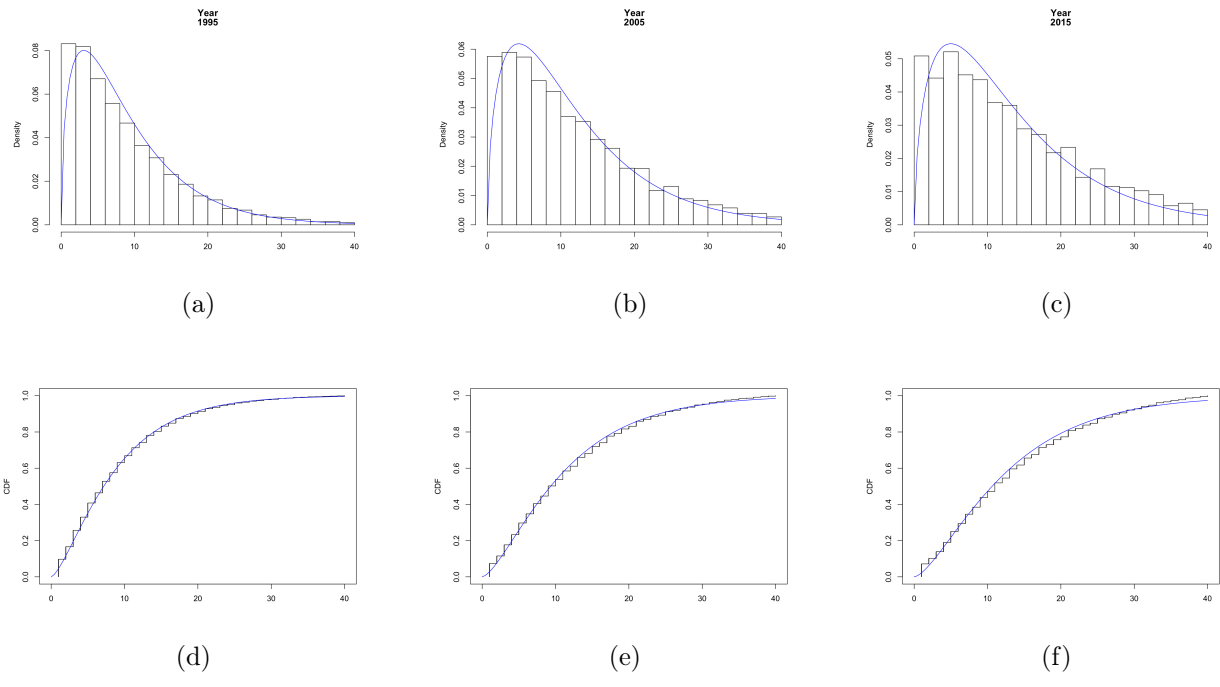 Year
1995
Density
0.00 0.02 0.04 0.06 0.08
0 10 20 30 40
(a)
Year
2005
Density
0.00 0.01 0.02 0.03 0.04 0.05 0.06
0 10 20 30 40
(b)
Year
2015
Density
0.00 0.01 0.02 0.03 0.04 0.05
0 10 20 30 40
(c)
CDF
0.0 0.2 0.4 0.6 0.8 1.0
0 10 20 30 40
(d)
CDF
0.0 0.2 0.4 0.6 0.8 1.0
0 10 20 30 40
(e)
CDF
0.0 0.2 0.4 0.6 0.8 1.0
0 10 20 30 40
(f)